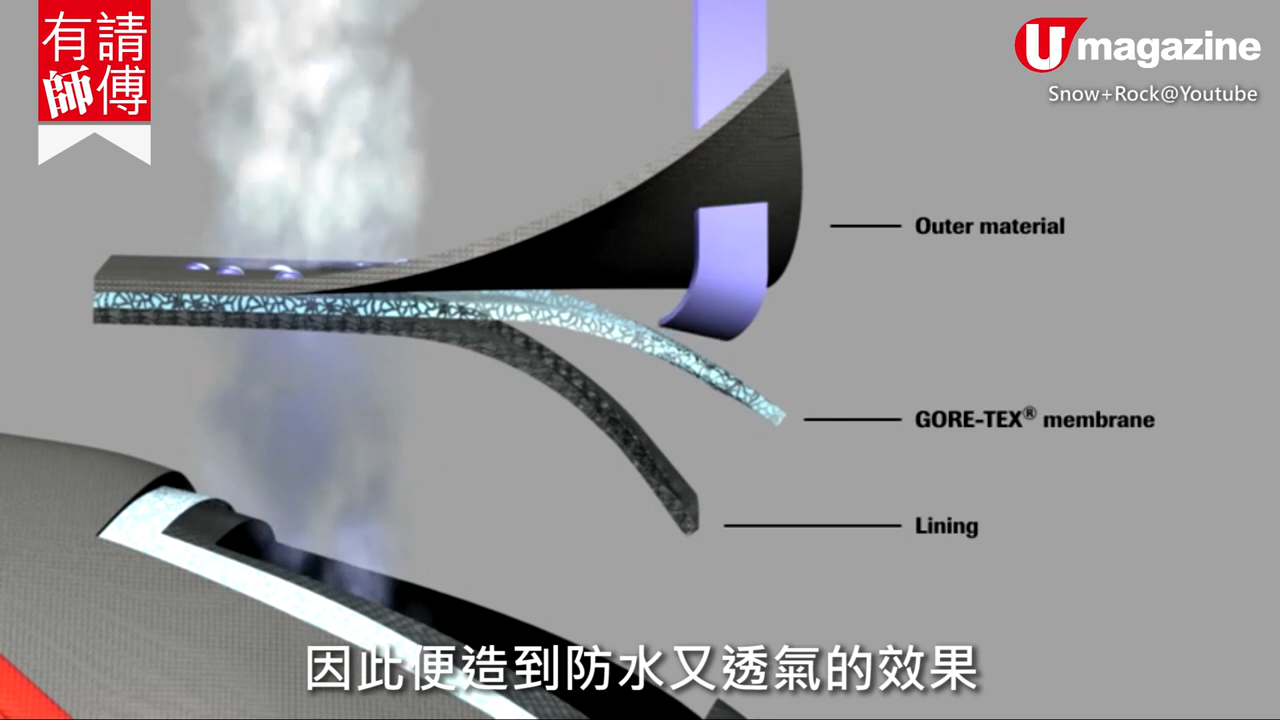 有請
師傅
U magazine
Snow+Rock@Youtube
Outer material
GORE-TEX® membrane
Lining
因此便造到防水又透氣的效果